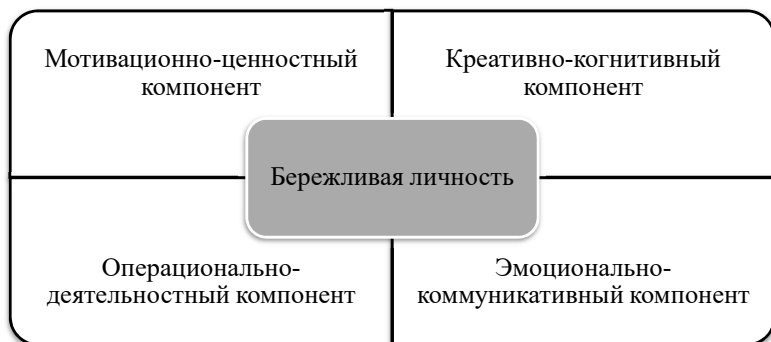 Мотивационно-ценностный
компонент
Креативно-когнитивный
компонент
Бережливая личность
Операционально-
деятельностный компонент
Эмоционально-
коммуникативный компонент